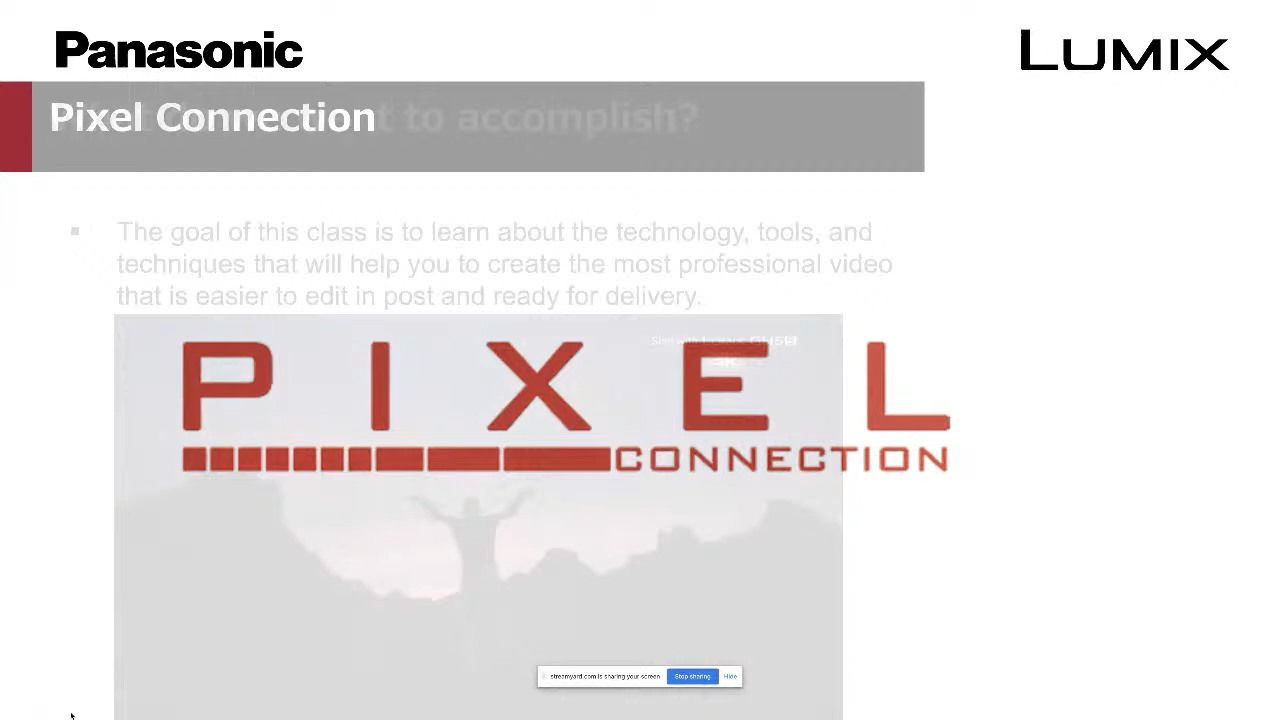 Panasonic
LUMIX
Pixel Connection
to accomplish?
The goal of this class is to learn about the technology, tools, and
techniques that will help you to create the most professional video
that is easier to edit in post and ready for delivery.
PIXEL
CONNECTION
streamyard.com is sharing your screen
Stop sharing
Hide